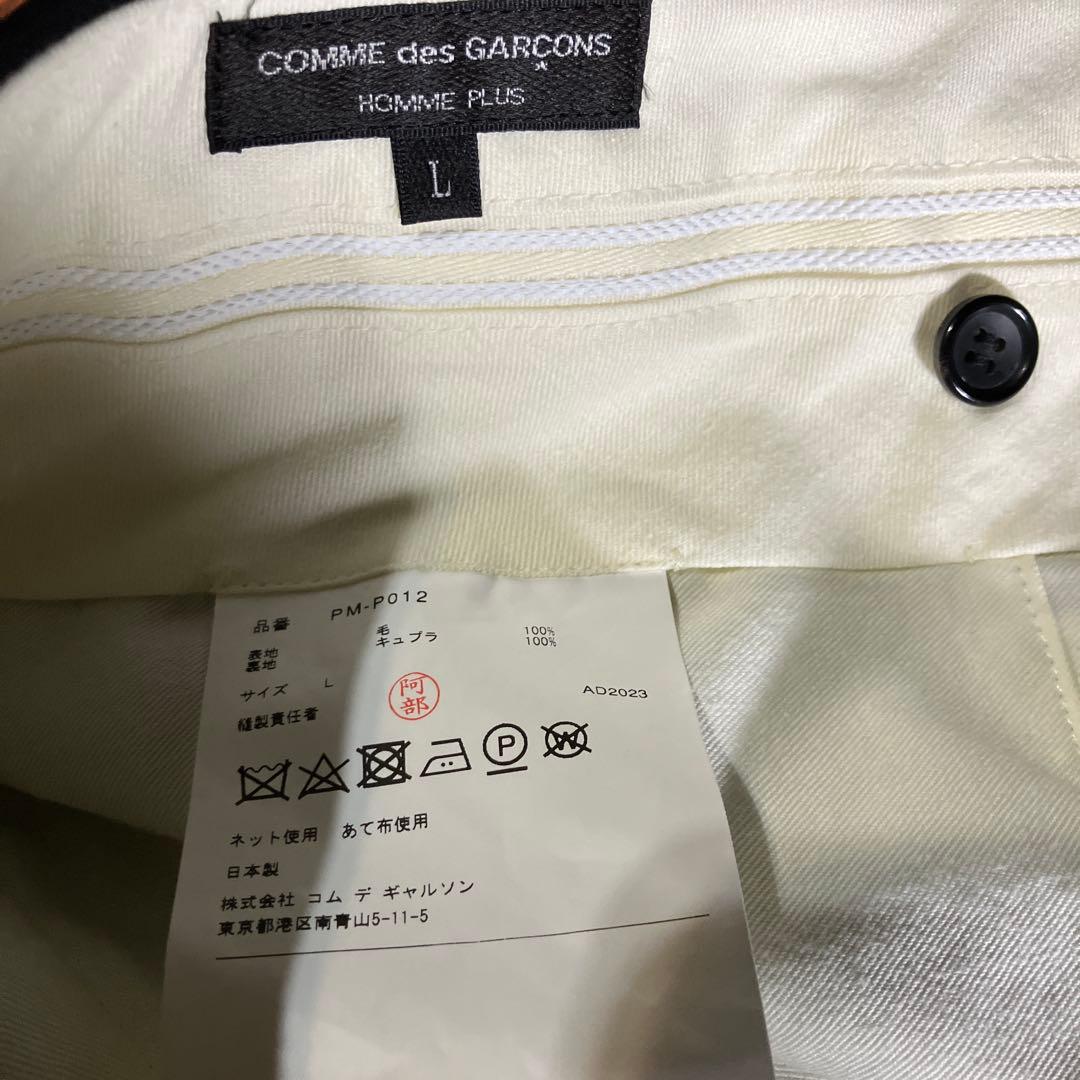 COMME des GARÇONS
HOMME PLUS
L
品番 PM-P012
表地 毛 100%
裏地 キュプラ 100%
サイズ L
AD2023
縫製責任者 阿部
P
W
ネット使用 あて布使用
日本製
株式会社 コム デ ギャルソン
東京都港区南青山5-11-5